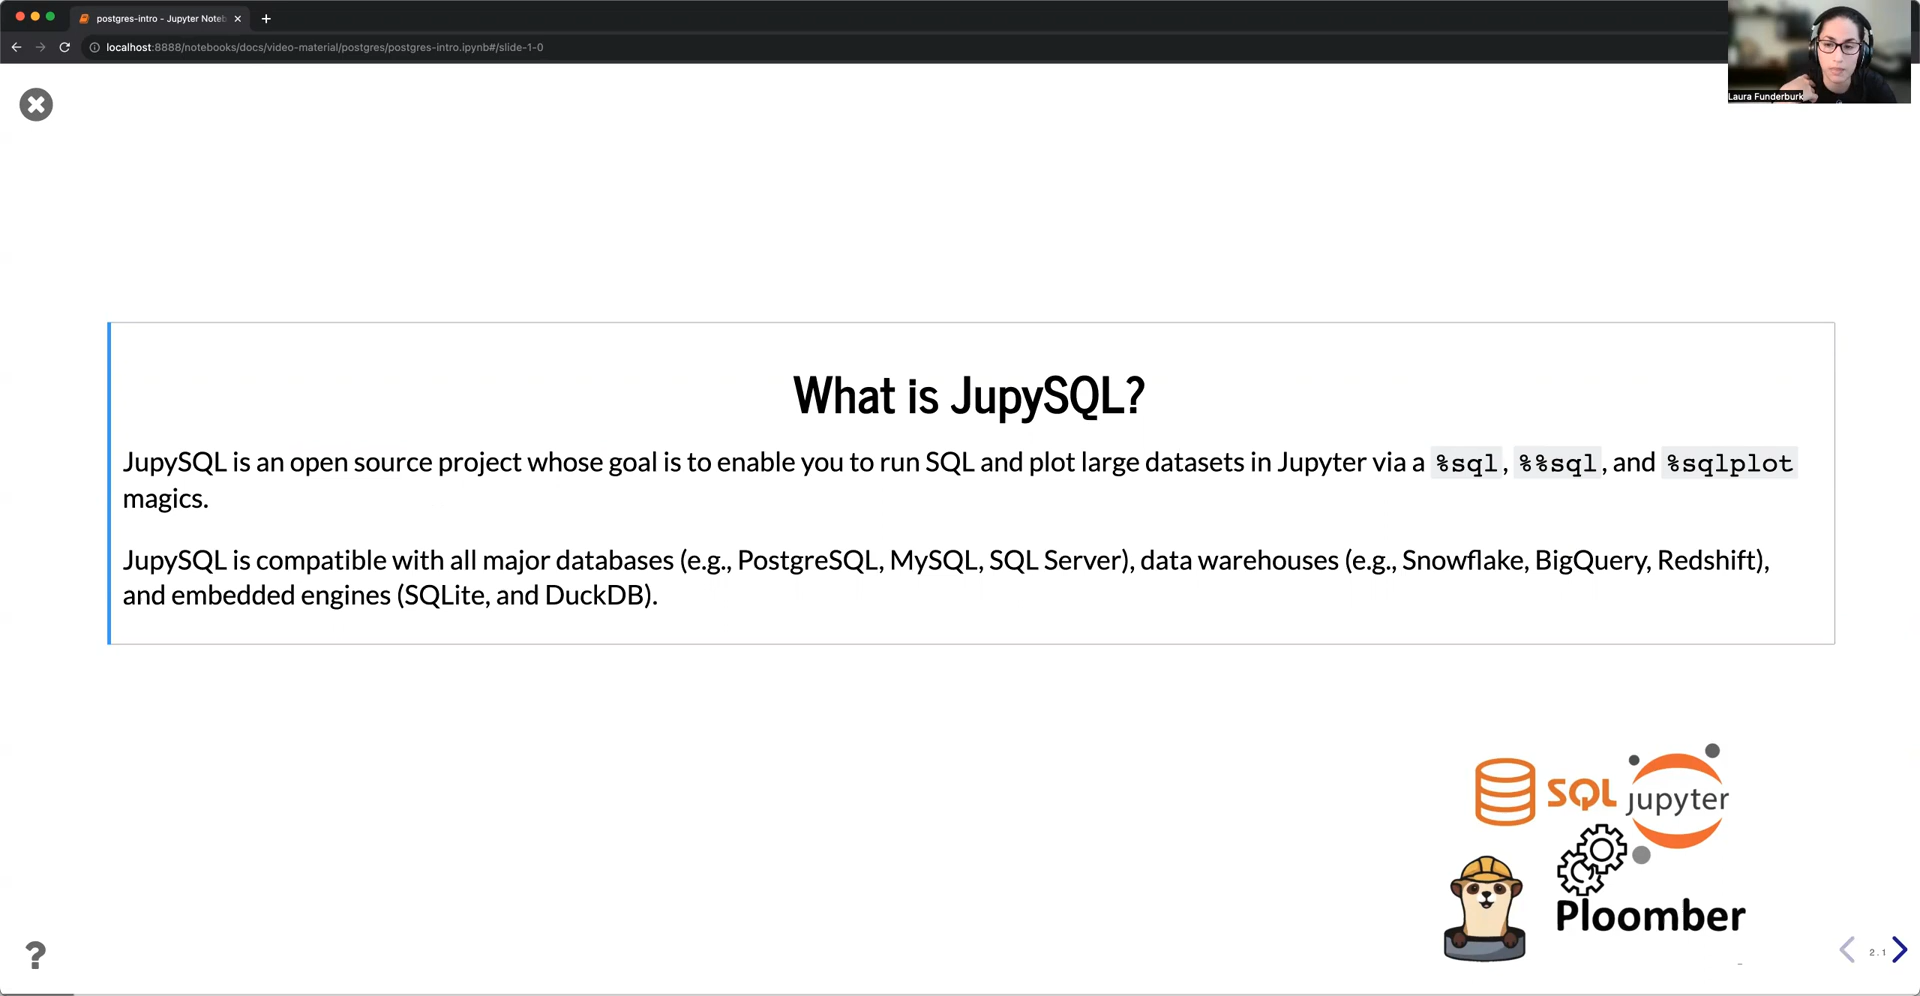 postgres-intro - Jupyter Noteb
localhost:8888/notebooks/docs/video-material/postgres/postgres-intro.ipynb#/slide-1-0
Laura Funderburk
What is JupySQL?
JupySQL is an open source project whose goal is to enable you to run SQL and plot large datasets in Jupyter via a %sql, %%sql, and %sqlplot
magics.
JupySQL is compatible with all major databases (e.g., PostgreSQL, MySQL, SQL Server), data warehouses (e.g., Snowflake, BigQuery, Redshift),
and embedded engines (SQLite, and DuckDB).
SQL jupyter
Ploomber
?
2.1